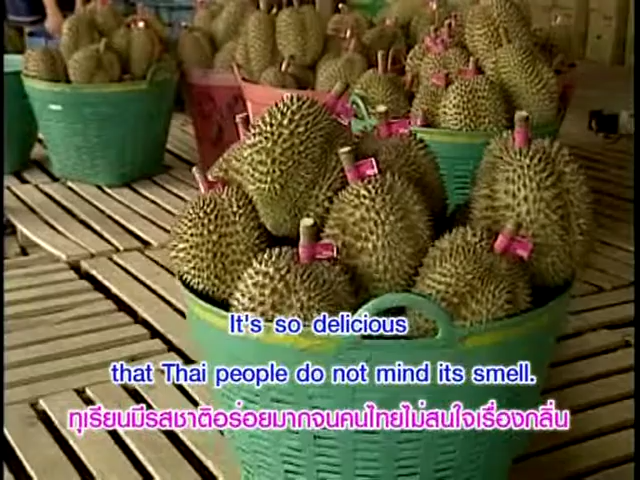 It's so delicious
that Thai people do not mind its smell.
ทุเรียนมีรสชาติอร่อยมากจนคนไทยไม่สนใจเรื่องกลิ่น